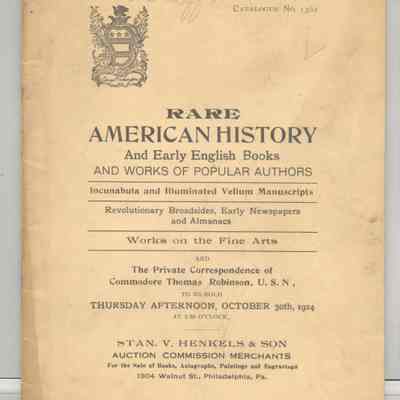 CATALOGUE No. 1362
RARE
AMERICAN HISTORY
And Early English Books
AND WORKS OF POPULAR AUTHORS
Incunabula and Illuminated Vellum Manuscripts
Revolutionary Broadsides, Early Newspapers
and Almanacs
Works on the Fine Arts
AND
The Private Correspondence of
Commodore Thomas Robinson, U. S. N.,
TO BE SOLD
THURSDAY AFTERNOON, OCTOBER 30th, 1924
AT 2.30 O'CLOCK.
STAN. V. HENKELS & SON
AUCTION COMMISSION MERCHANTS
For the Sale of Books, Autographs, Paintings and Engravings
1304 Walnut St., Philadelphia, Pa.